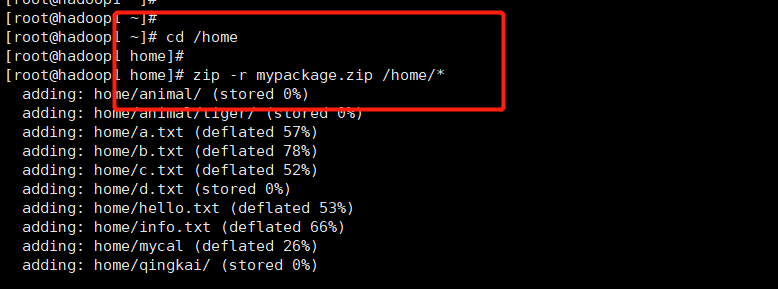 [root@hadoop1 ~]#
[root@hadoop1 ~]#
[root@hadoop1 ~]# cd /home
[root@hadoop1 home]#
[root@hadoop1 home]# zip -r mypackage.zip /home/*
  adding: home/animal/ (stored 0%)
  adding: home/animal/tiger/ (stored 0%)
  adding: home/a.txt (deflated 57%)
  adding: home/b.txt (deflated 78%)
  adding: home/c.txt (deflated 52%)
  adding: home/d.txt (stored 0%)
  adding: home/hello.txt (deflated 53%)
  adding: home/info.txt (deflated 66%)
  adding: home/mycal (deflated 26%)
  adding: home/qingkai/ (stored 0%)